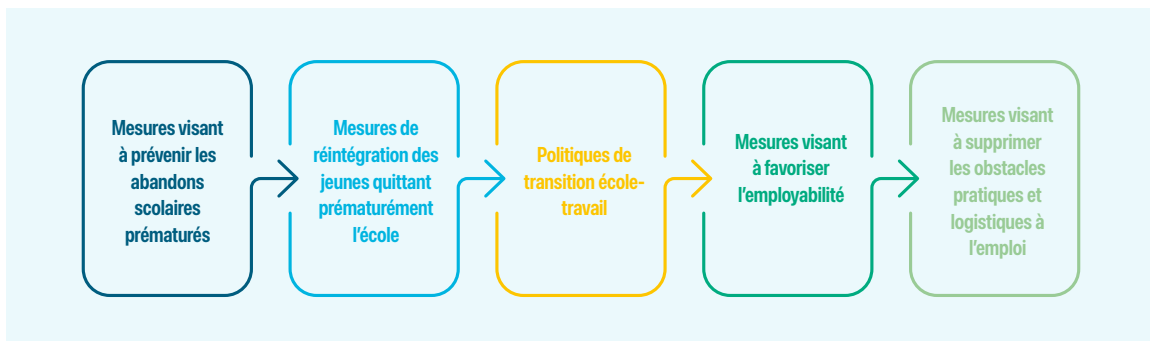 Mesures visant
à prévenir les
abandons
scolaires
prématurés
Mesures de
réintégration des
jeunes quittant
prématurément
l'école
Politiques de
transition école-
travail
Mesures visant
à favoriser
l'employabilité
Mesures visant
à supprimer
les obstacles
pratiques et
logistiques à
l'emploi